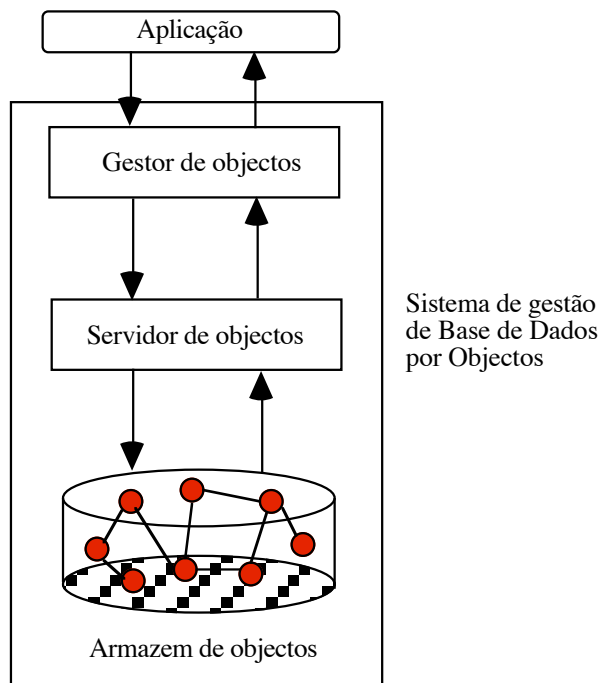 Aplicação
Gestor de objectos
Servidor de objectos
Sistema de gestão
de Base de Dados
por Objectos
Armazem de objectos